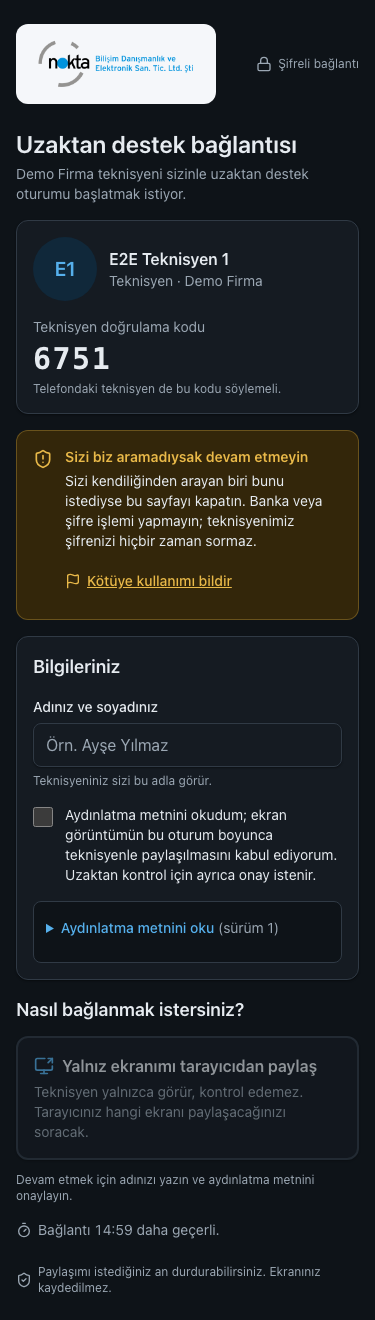 nokta Bilişim Danışmanlık ve
Elektronik San. Tic. Ltd. Şti
Şifreli bağlantı
Uzaktan destek bağlantısı
Demo Firma teknisyeni sizinle uzaktan destek
oturumu başlatmak istiyor.
E1
E2E Teknisyen 1
Teknisyen · Demo Firma
Teknisyen doğrulama kodu
6751
Telefondaki teknisyen de bu kodu söylemeli.
Sizi biz aramadıysak devam etmeyin
Sizi kendiliğinden arayan biri bunu
istediyse bu sayfayı kapatın. Banka veya
şifre işlemi yapmayın; teknisyenimiz
şifrenizi hiçbir zaman sormaz.
Kötüye kullanımı bildir
Bilgileriniz
Adınız ve soyadınız
Örn. Ayşe Yılmaz
Teknisyeniniz sizi bu adla görür.
Aydınlatma metnini okudum; ekran
görüntümün bu oturum boyunca
teknisyenle paylaşılmasını kabul ediyorum.
Uzaktan kontrol için ayrıca onay istenir.
Aydınlatma metnini oku (sürüm 1)
Nasıl bağlanmak istersiniz?
Yalnız ekranımı tarayıcıdan paylaş
Teknisyen yalnızca görür, kontrol edemez.
Tarayıcınız hangi ekranı paylaşacağınızı
soracak.
Devam etmek için adınızı yazın ve aydınlatma metnini
onaylayın.
Bağlantı 14:59 daha geçerli.
Paylaşımı istediğiniz an durdurabilirsiniz. Ekranınız
kaydedilmez.